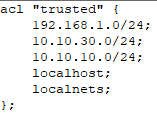 acl "trusted" {
192.168.1.0/24;
10.10.30.0/24;
10.10.10.0/24;
localhost;
localnets;
};